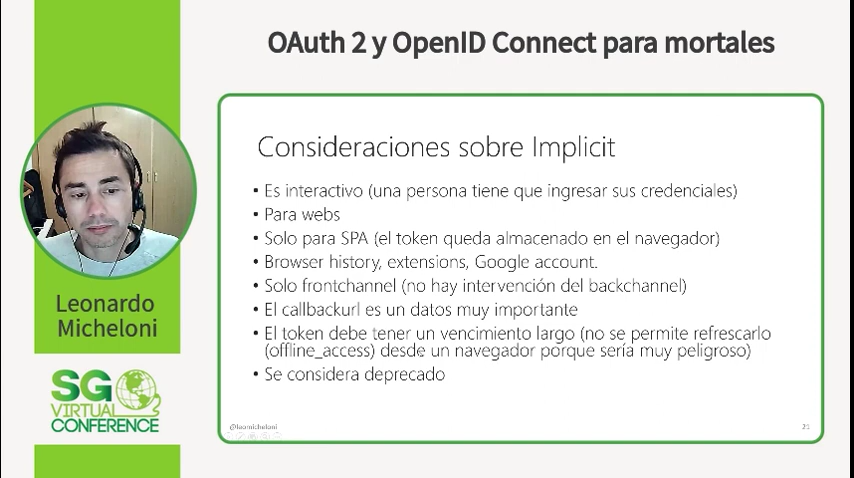 OAuth 2 y OpenID Connect para mortales
Consideraciones sobre Implicit
• Es interactivo (una persona tiene que ingresar sus credenciales)
• Para webs
• Solo para SPA (el token queda almacenado en el navegador)
• Browser history, extensions, Google account.
• Solo frontchannel (no hay intervención del backchannel)
• El callbackurl es un datos muy importante
• El token debe tener un vencimiento largo (no se permite refrescarlo
(offline_access) desde un navegador porque sería muy peligroso)
• Se considera deprecado
@leomicheloni
21
Leonardo
Micheloni
SG
VIRTUAL
CONFERENCE